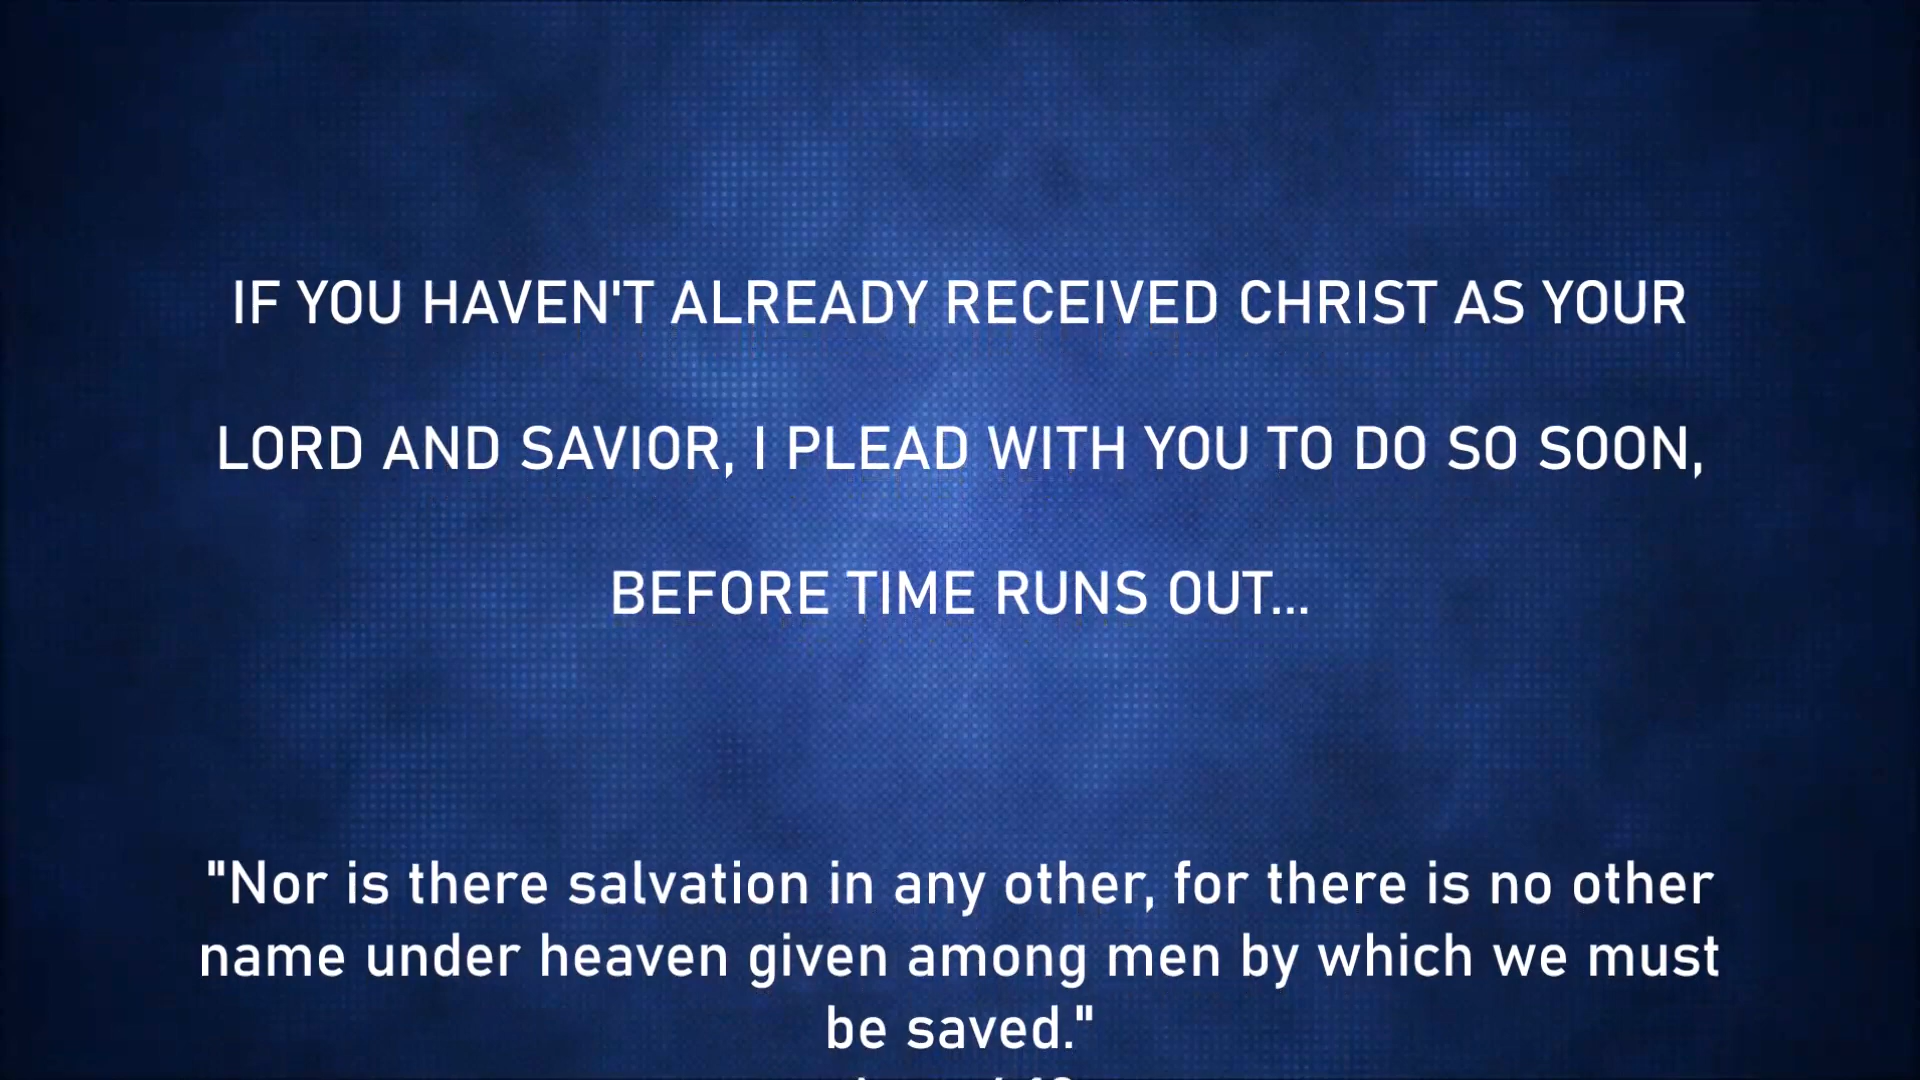 IF YOU HAVEN'T ALREADY RECEIVED CHRIST AS YOUR
LORD AND SAVIOR, I PLEAD WITH YOU TO DO SO SOON,
BEFORE TIME RUNS OUT...
"Nor is there salvation in any other, for there is no other
name under heaven given among men by which we must
be saved."